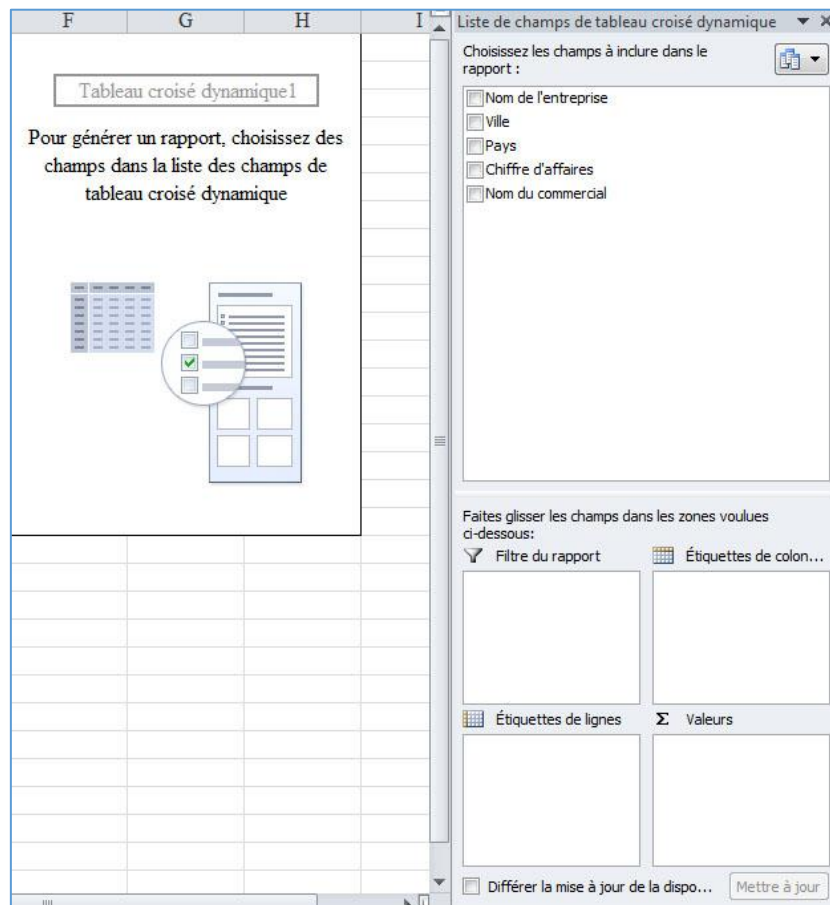 F G H I
Tableau croisé dynamique1
Pour générer un rapport, choisissez des
champs dans la liste des champs de
tableau croisé dynamique
Liste de champs de tableau croisé dynamique
Choisissez les champs à inclure dans le
rapport :
Nom de l'entreprise
Ville
Pays
Chiffre d'affaires
Nom du commercial
Faites glisser les champs dans les zones voulues
ci-dessous:
Filtre du rapport
Étiquettes de colon...
Étiquettes de lignes
Σ Valeurs
Différer la mise à jour de la dispo...
Mettre à jour